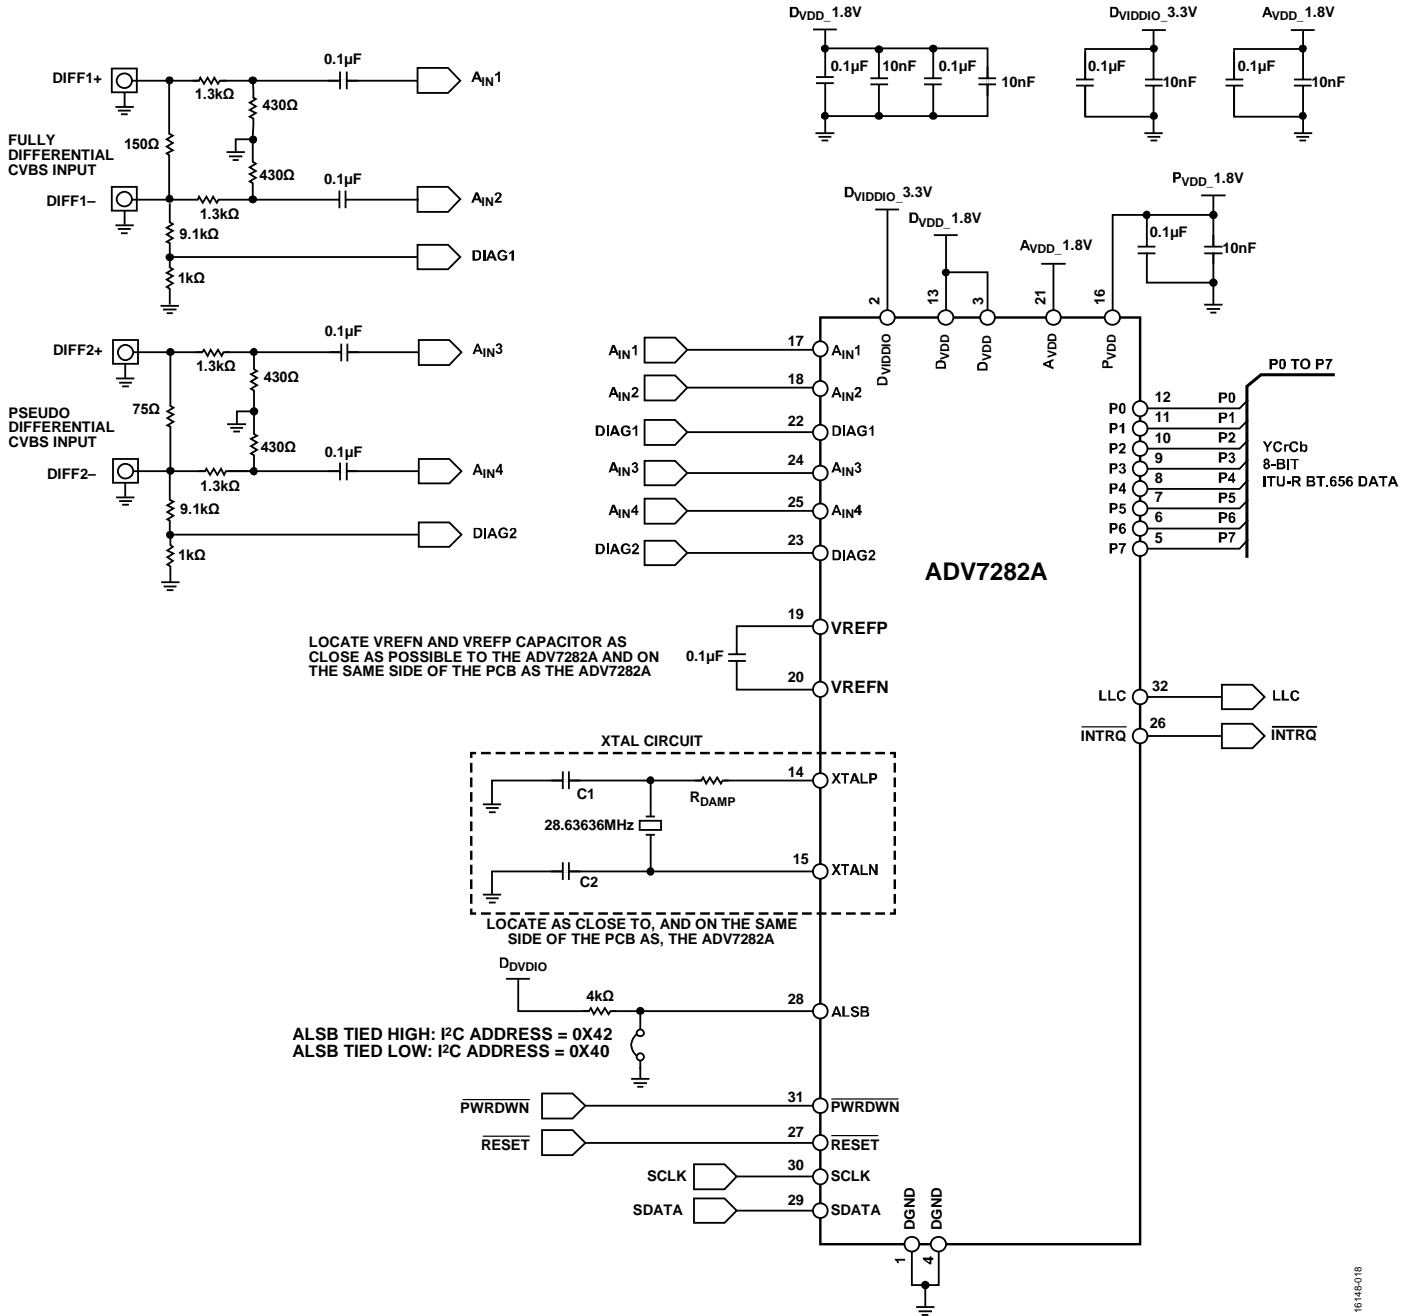 DVDD_1.8V
DVIDDIO_3.3V
AVDD_1.8V
0.1µF
10nF
0.1µF
10nF
0.1µF
10nF
0.1µF
10nF
DIFF1+
1.3kΩ
0.1µF
AIN1
430Ω
FULLY
DIFFERENTIAL
CVBS INPUT
150Ω
430Ω
0.1µF
DIFF1–
1.3kΩ
AIN2
9.1kΩ
DIAG1
1kΩ
DIFF2+
1.3kΩ
0.1µF
AIN3
430Ω
PSEUDO
DIFFERENTIAL
CVBS INPUT
75Ω
430Ω
0.1µF
DIFF2–
1.3kΩ
AIN4
9.1kΩ
DIAG2
1kΩ
DVIDDIO_3.3V
DVDD_1.8V
AVDD_1.8V
PVDD_1.8V
0.1µF
10nF
2
13
3
21
16
DVIDDIO
DVDD
DVDD
AVDD
PVDD
AIN1 17 AIN1
AIN2 18 AIN2
DIAG1 22 DIAG1
AIN3 24 AIN3
AIN4 25 AIN4
DIAG2 23 DIAG2
P0 TO P7
P0 12 P0
P1 11 P1
P2 10 P2
P3 9 P3
P4 8 P4
P5 7 P5
P6 6 P6
P7 5 P7
YCrCb
8-BIT
ITU-R BT.656 DATA
ADV7282A
LOCATE VREFN AND VREFP CAPACITOR AS
CLOSE AS POSSIBLE TO THE ADV7282A AND ON
THE SAME SIDE OF THE PCB AS THE ADV7282A
0.1µF
19 VREFP
20 VREFN
LLC 32 LLC
INTRQ 26 INTRQ
XTAL CIRCUIT
C1
RDAMP
14 XTALP
28.63636MHz
C2
15 XTALN
LOCATE AS CLOSE TO, AND ON THE SAME
SIDE OF THE PCB AS, THE ADV7282A
DDVDIO
4kΩ
28 ALSB
ALSB TIED HIGH: I²C ADDRESS = 0X42
ALSB TIED LOW: I²C ADDRESS = 0X40
PWRDWN 31 PWRDWN
RESET 27 RESET
SCLK 30 SCLK
SDATA 29 SDATA
DGND
DGND
1
4
16148-018